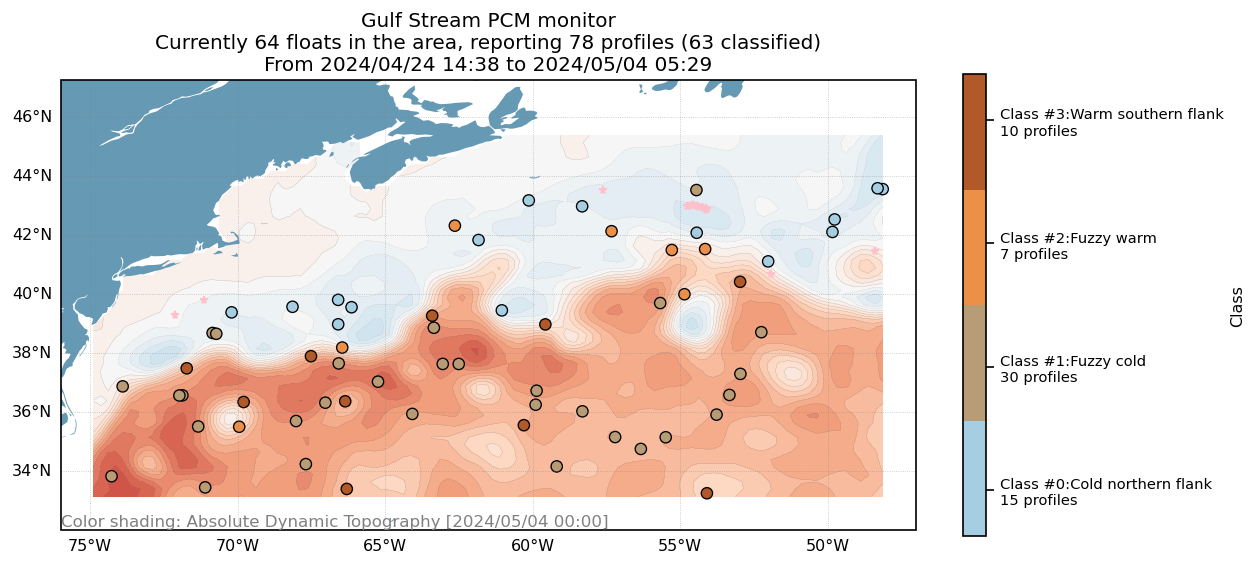 Gulf Stream PCM monitor
Currently 64 floats in the area, reporting 78 profiles (63 classified)
From 2024/04/24 14:38 to 2024/05/04 05:29
46°N
44°N
42°N
40°N
38°N
36°N
34°N
Color shading: Absolute Dynamic Topography [2024/05/04 00:00]
75°W
70°W
65°W
60°W
55°W
50°W
Class #3:Warm southern flank
10 profiles
Class #2:Fuzzy warm
7 profiles
Class #1:Fuzzy cold
30 profiles
Class #0:Cold northern flank
15 profiles
Class